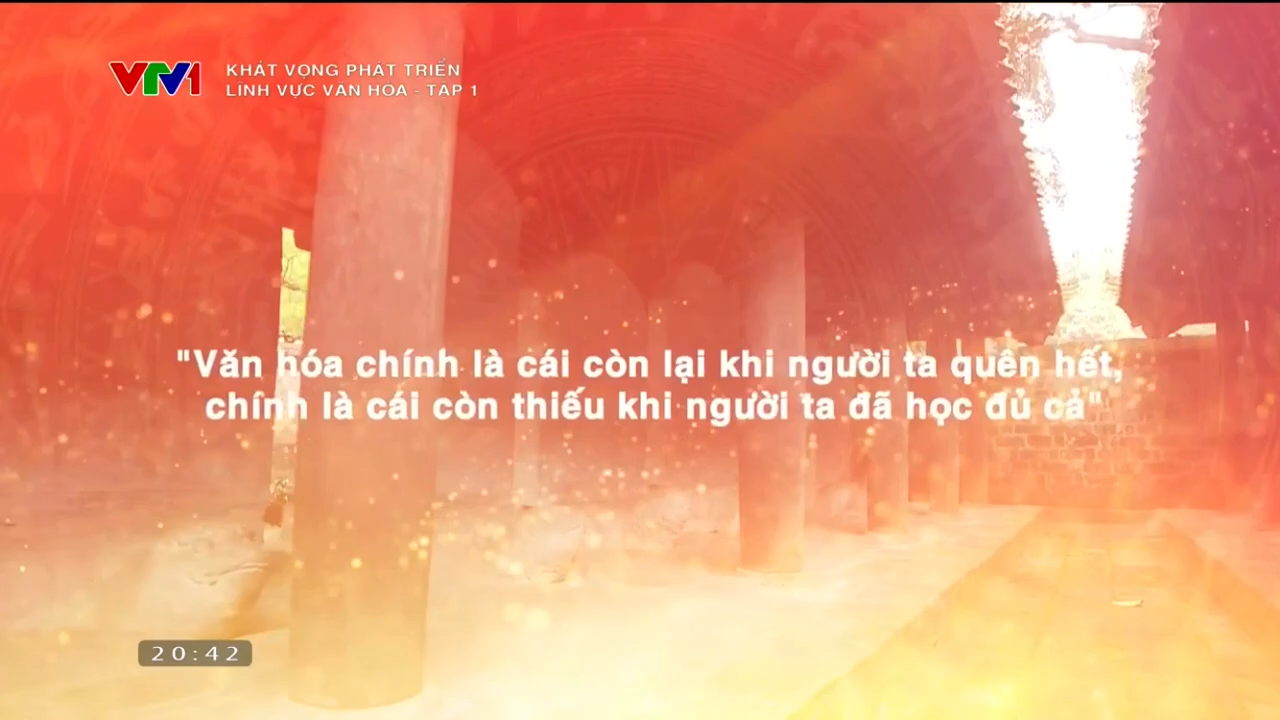 VTV1
KHÁT VỌNG PHÁT TRIỂN
LĨNH VỰC VĂN HÓA - TẬP 1
"Văn hóa chính là cái còn lại khi người ta quên hết,
chính là cái còn thiếu khi người ta đã học đủ cả"
20:42